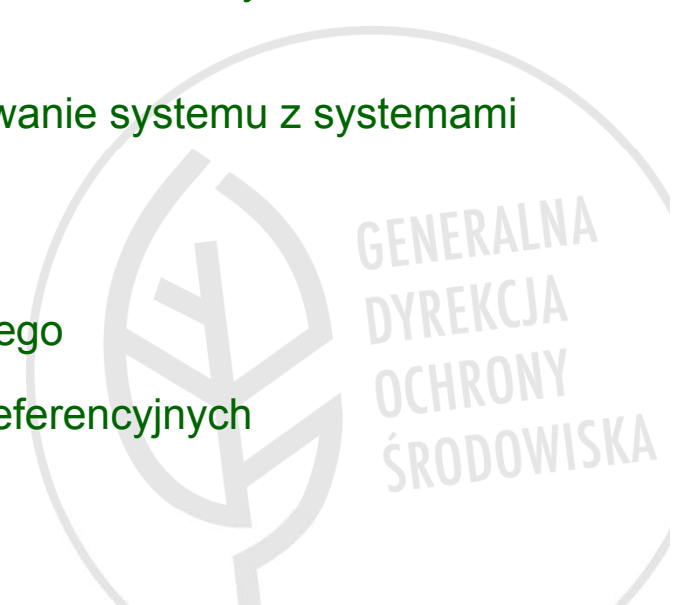 wanie systemu z systemami
ego
eferencyjnych
GENERALNA
DYREKCJA
OCHRONY
ŚRODOWISKA